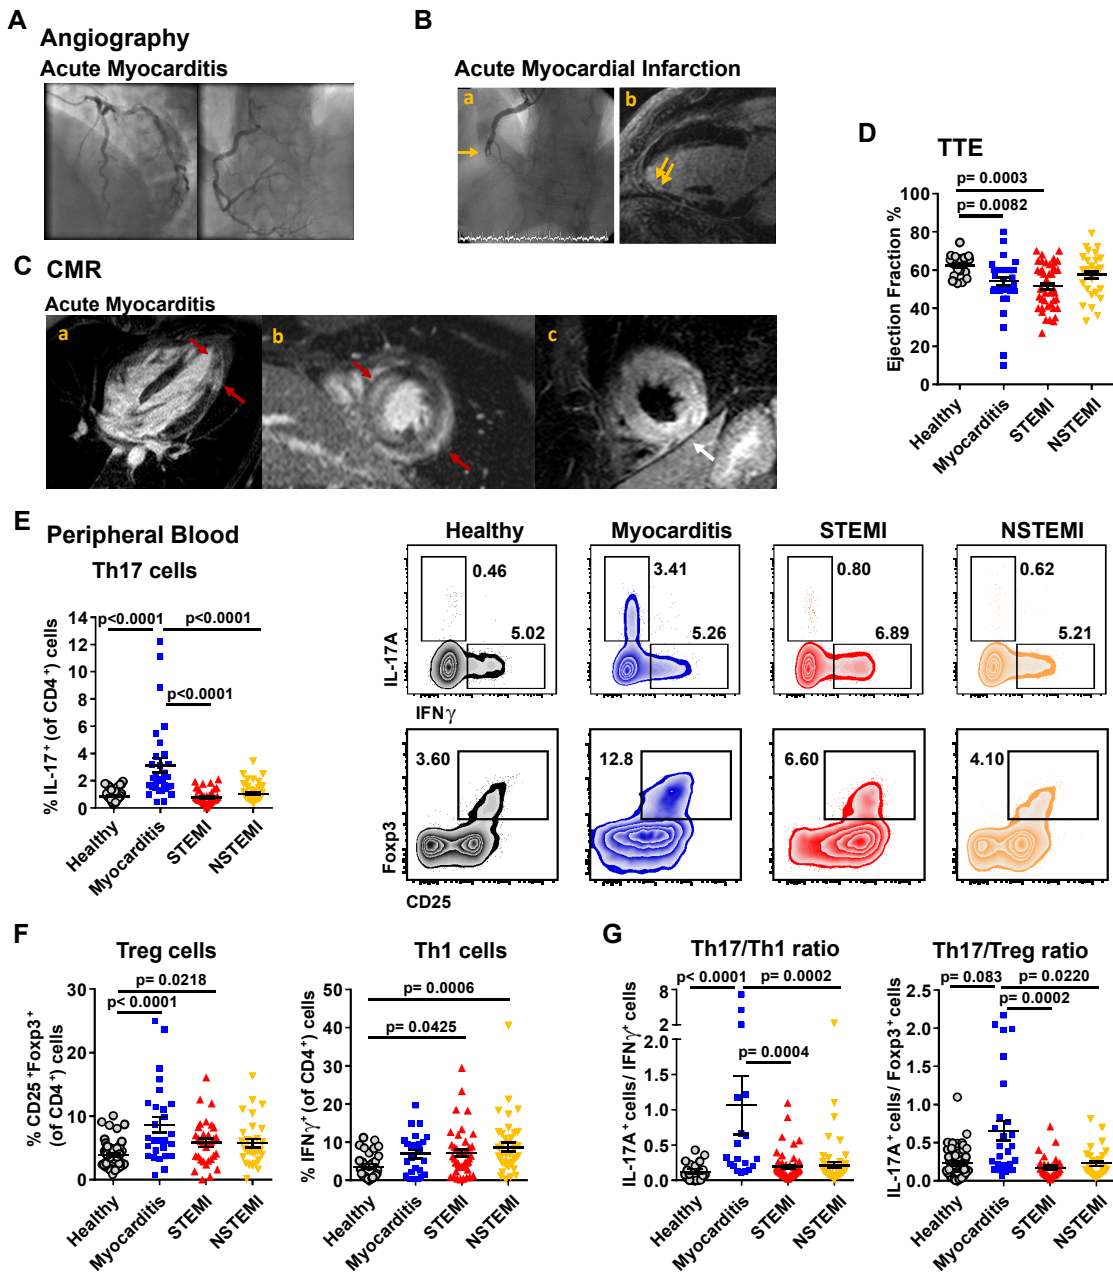 A
Angiography
Acute Myocarditis
B
Acute Myocardial Infarction
a
b
C
CMR
Acute Myocarditis
a
b
c
D
TTE
p= 0.0003
p= 0.0082
Ejection Fraction %
100
80
60
40
20
0
Healthy
Myocarditis
STEMI
NSTEMI
E
Peripheral Blood
Th17 cells
p<0.0001
p<0.0001
p<0.0001
% IL-17⁺ (of CD4⁺) cells
14
12
10
8
6
4
2
0
Healthy
Myocarditis
STEMI
NSTEMI
Healthy
Myocarditis
STEMI
NSTEMI
0.46
3.41
0.80
0.62
5.02
5.26
6.89
5.21
IL-17A
IFNγ
3.60
12.8
6.60
4.10
Foxp3
CD25
F
Treg cells
p= 0.0218
p< 0.0001
% CD25⁺Foxp3⁺
(of CD4⁺) cells
30
20
10
0
Healthy
Myocarditis
STEMI
NSTEMI
Th1 cells
p= 0.0006
p= 0.0425
% IFNγ⁺ (of CD4⁺) cells
50
40
30
20
10
0
Healthy
Myocarditis
STEMI
NSTEMI
G
Th17/Th1 ratio
p< 0.0001
p= 0.0002
p= 0.0004
IL-17A⁺ cells/ IFNγ⁺ cells
8
2
2.0
1.5
1.0
0.5
0.0
Healthy
Myocarditis
STEMI
NSTEMI
Th17/Treg ratio
p= 0.083
p= 0.0220
p= 0.0002
IL-17A⁺ cells/ Foxp3⁺ cells
2.5
2.0
1.5
1.0
0.5
0.0
Healthy
Myocarditis
STEMI
NSTEMI